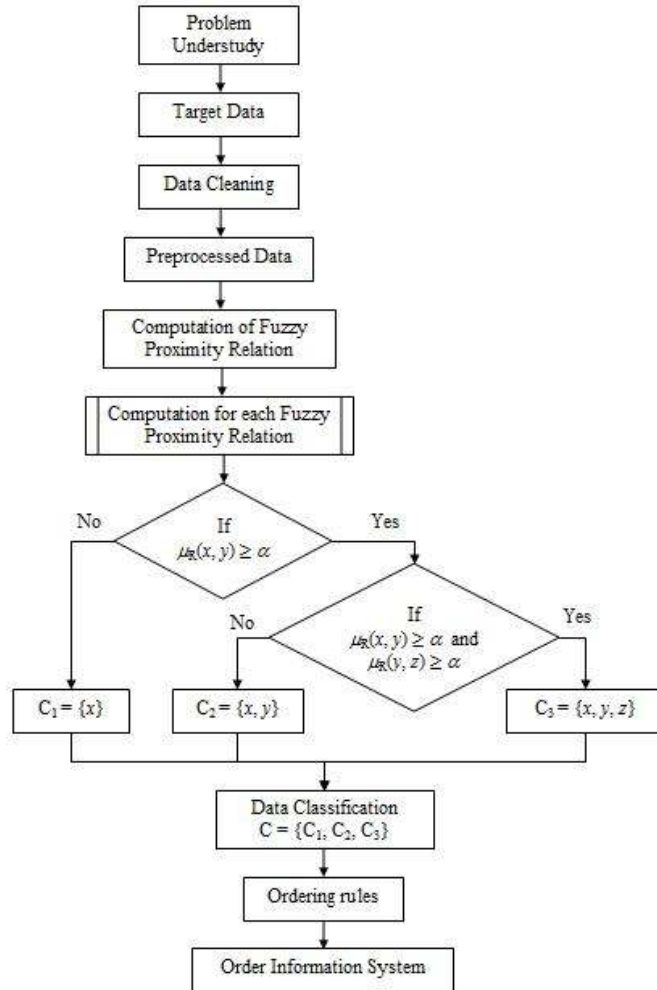 Problem
Understudy
Target Data
Data Cleaning
Preprocessed Data
Computation of Fuzzy
Proximity Relation
Computation for each Fuzzy
Proximity Relation
No
If
μR(x, y) ≥ α
Yes
No
If
μR(x, y) ≥ α and
μR(y, z) ≥ α
Yes
C₁ = {x}
C₂ = {x, y}
C₃ = {x, y, z}
Data Classification
C = {C₁, C₂, C₃}
Ordering rules
Order Information System